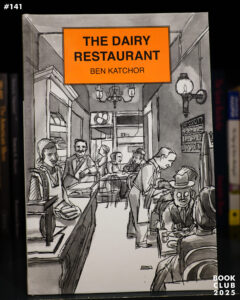 #141
THE DAIRY
RESTAURANT
BEN KATCHOR
BOOK
CLUB
2025